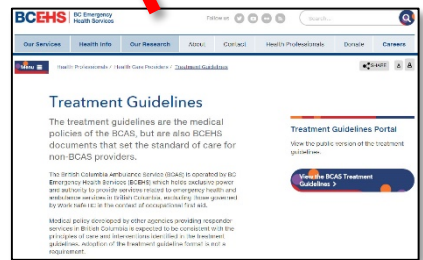 BCEHS BC Emergency
Health Services
Follow us
Search...
Our Services Health Info Our Research About Contact Health Professionals Donate Careers
Menu
Health Professionals / Health Care Providers / Treatment Guidelines
SHARE A A
Treatment Guidelines
The treatment guidelines are the medical
policies of the BCAS, but are also BCEHS
documents that set the standard of care for
non-BCAS providers.
The British Columbia Ambulance Service (BCAS) is operated by BC
Emergency Health Services (BCEHS) which holds exclusive power
and authority to provide services related to emergency health and
ambulance services in British Columbia, excluding those governed
by Work Safe BC in the context of occupational first aid.
Medical policy developed by other agencies providing responder
services in British Columbia is expected to be consistent with the
principles of care and interventions identified in the treatment
guidelines. Adoption of the treatment guideline format is not a
requirement.
Treatment Guidelines Portal
View the public version of the treatment
guidelines.
View the BCAS Treatment
Guidelines >